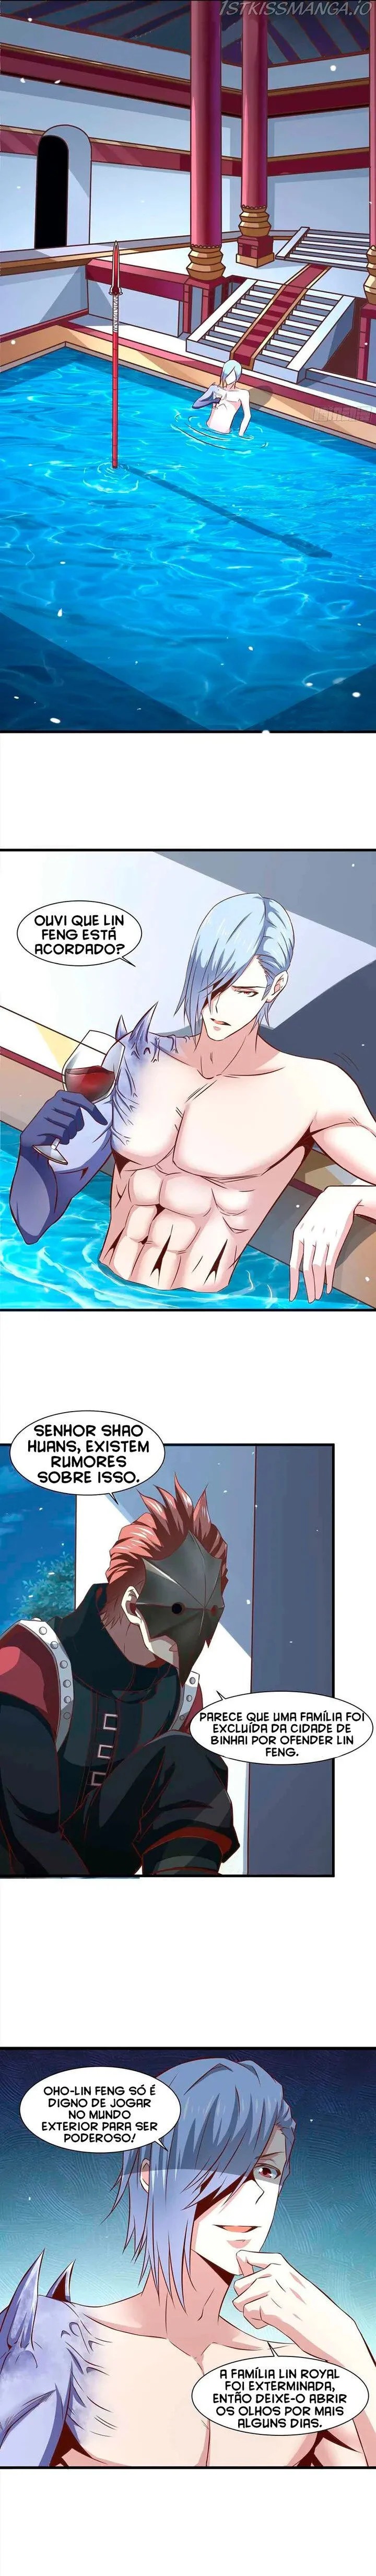 1STKISSMANGA.IO
OUVI QUE LIN
FENG ESTÁ
ACORDADO?
SENHOR SHAO
HUANS, EXISTEM
RUMORES
SOBRE ISSO.
PARECE QUE UMA FAMÍLIA FOI
EXCLUÍDA DA CIDADE DE
BINHAI POR OFENDER LIN
FENG.
OHO-LIN FENG SÓ É
DIGNO DE JOGAR
NO MUNDO
EXTERIOR PARA SER
PODEROSO!
A FAMÍLIA LIN ROYAL
FOI EXTERMINADA,
ENTÃO DEIXE-O ABRIR
OS OLHOS POR MAIS
ALGUNS DIAS.